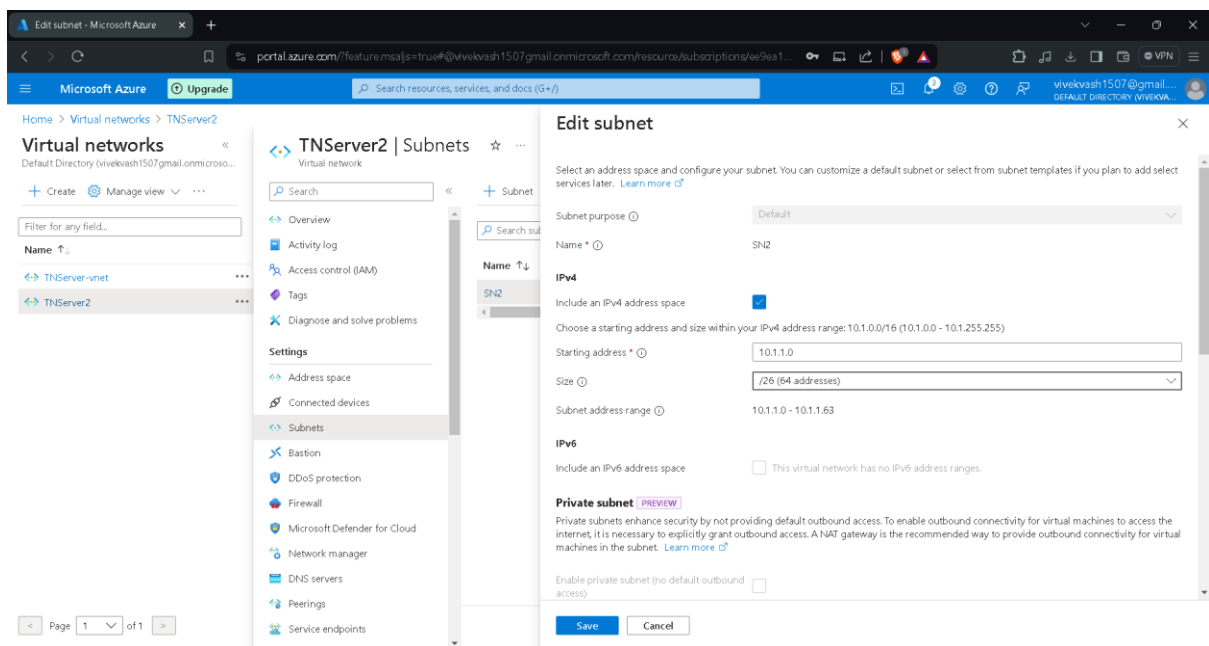 Edit subnet - Microsoft Azure
portal.azure.com/?feature.msaljs=true#@vivekvash1507gmail.onmicrosoft.com/resource/subscriptions/ee9ea1...
VPN
Microsoft Azure
Upgrade
Search resources, services, and docs (G+/)
3
vivekvash1507@gmail....
DEFAULT DIRECTORY (VIVEKVA...
Home > Virtual networks > TNServer2
Virtual networks
Default Directory (vivekvash1507gmail.onmicroso...
Create
Manage view
...
Filter for any field...
Name ↑↓
TNServer-vnet
...
TNServer2
...
< Page 1 of 1 >
TNServer2 | Subnets
...
Virtual network
Search
«
Overview
Activity log
Access control (IAM)
Tags
Diagnose and solve problems
Settings
Address space
Connected devices
Subnets
Bastion
DDoS protection
Firewall
Microsoft Defender for Cloud
Network manager
DNS servers
Peerings
Service endpoints
+ Subnet
Search sub
Name ↑↓
SN2
Edit subnet
Select an address space and configure your subnet. You can customize a default subnet or select from subnet templates if you plan to add select
services later. Learn more
Subnet purpose
Default
Name *
SN2
IPv4
Include an IPv4 address space
Choose a starting address and size within your IPv4 address range: 10.1.0.0/16 (10.1.0.0 - 10.1.255.255)
Starting address *
10.1.1.0
Size
/26 (64 addresses)
Subnet address range
10.1.1.0 - 10.1.1.63
IPv6
Include an IPv6 address space
This virtual network has no IPv6 address ranges.
Private subnet PREVIEW
Private subnets enhance security by not providing default outbound access. To enable outbound connectivity for virtual machines to access the
internet, it is necessary to explicitly grant outbound access. A NAT gateway is the recommended way to provide outbound connectivity for virtual
machines in the subnet. Learn more
Enable private subnet (no default outbound
access)
Save
Cancel